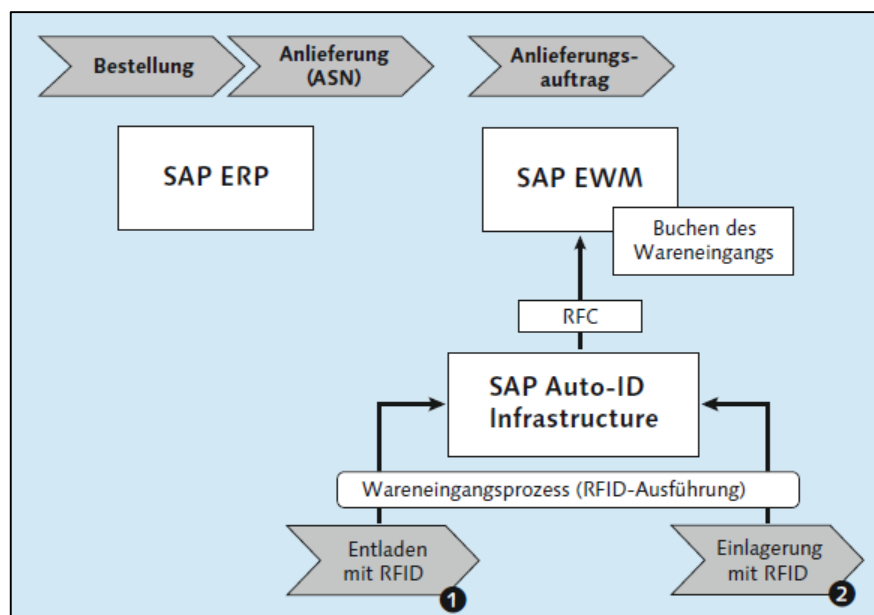 Bestellung
Anlieferung
(ASN)
Anlieferungs-
auftrag
SAP ERP
SAP EWM
Buchen des
Wareneingangs
RFC
SAP Auto-ID
Infrastructure
Wareneingangsprozess (RFID-Ausführung)
Entladen
mit RFID
1
Einlagerung
mit RFID
2